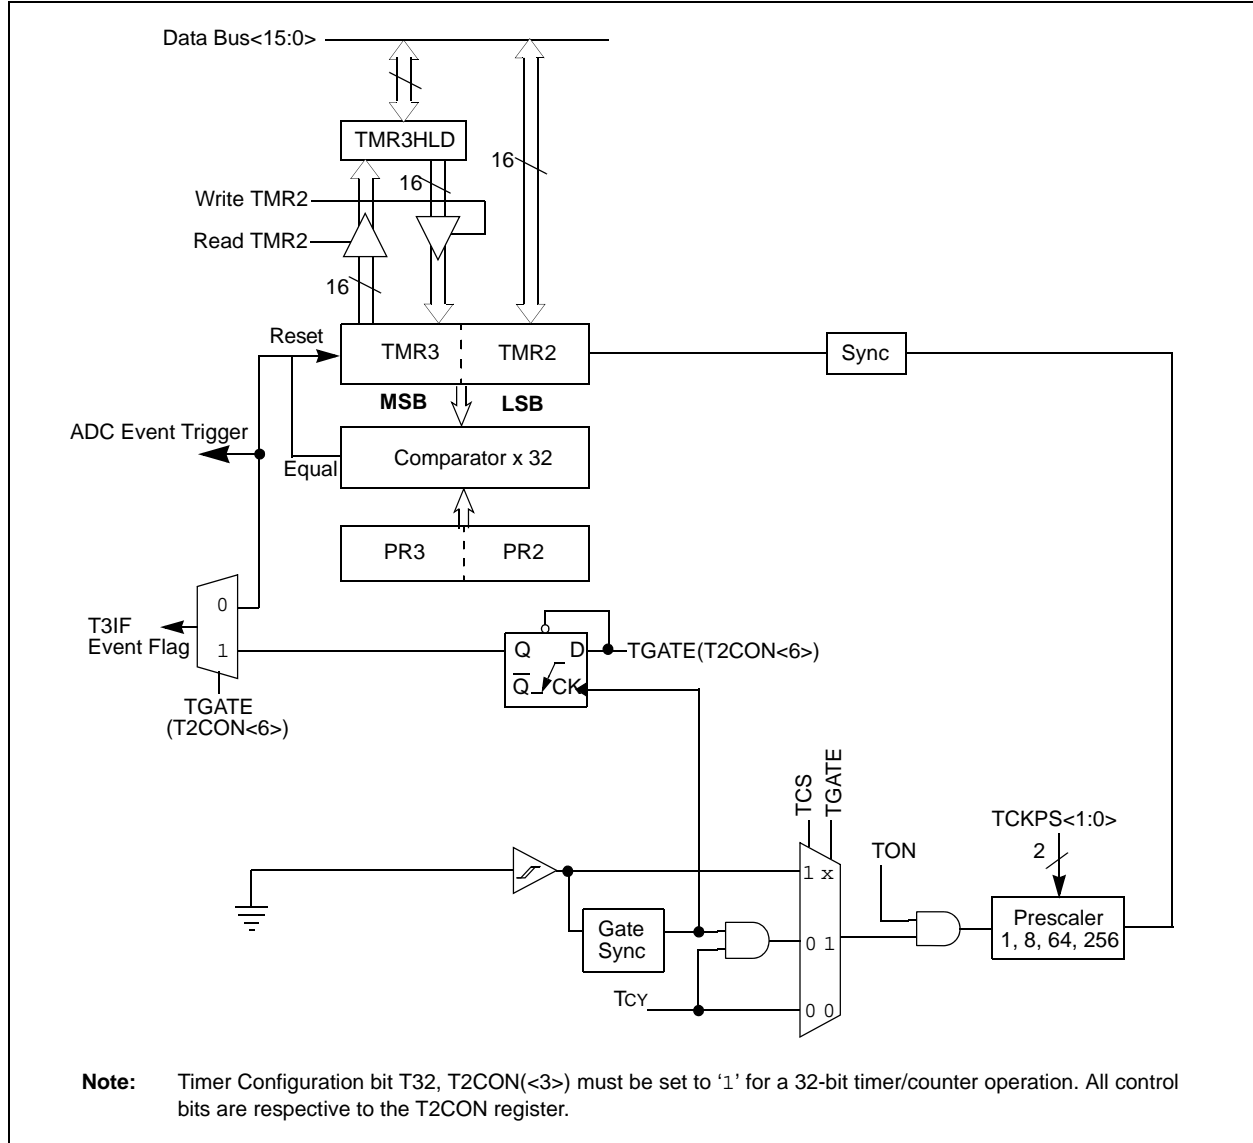 Data Bus<15:0>
TMR3HLD
16
16
Write TMR2
Read TMR2
16
Reset
TMR3
TMR2
Sync
MSB
LSB
ADC Event Trigger
Equal
Comparator x 32
PR3
PR2
0
1
T3IF
Event Flag
Q
D
TGATE(T2CON<6>)
Q̅
CK
TGATE
(T2CON<6>)
TCS
TGATE
TCKPS<1:0>
2
TON
1 x
Gate
Sync
0 1
Prescaler
1, 8, 64, 256
TCY
0 0
Note: Timer Configuration bit T32, T2CON(<3>) must be set to ‘1’ for a 32-bit timer/counter operation. All control
bits are respective to the T2CON register.